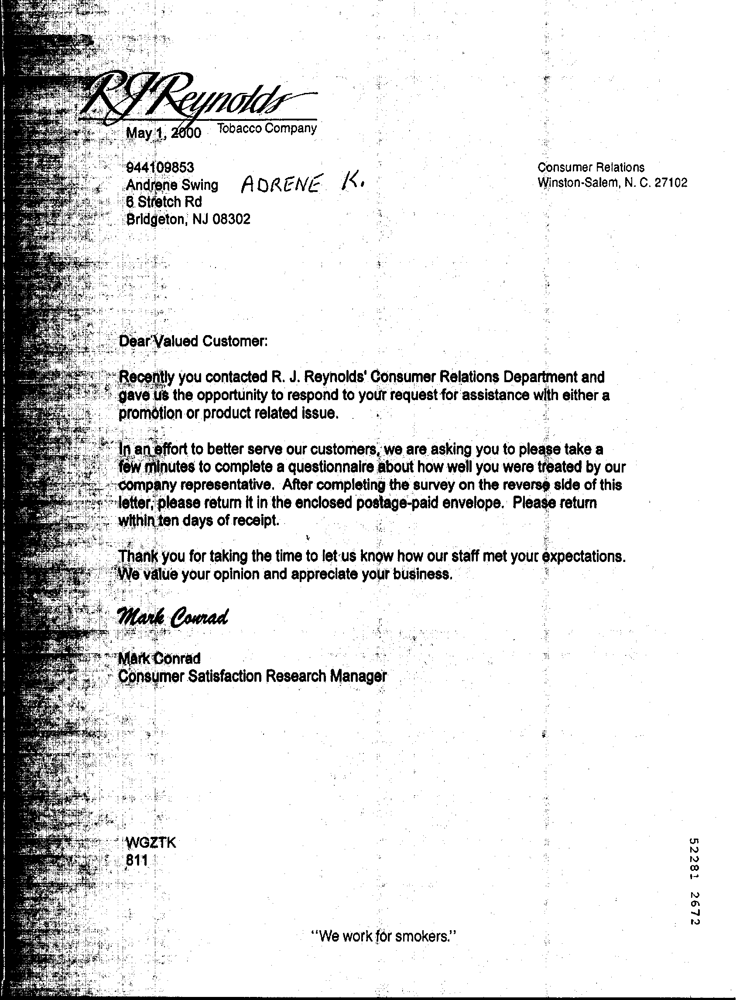 RJReynolds
Tobacco Company
May 1, 2000
944109853
Andrene Swing ADRENE K.
6 Stretch Rd
Bridgeton, NJ 08302
Consumer Relations
Winston-Salem, N. C. 27102
Dear Valued Customer:
Recently you contacted R. J. Reynolds' Consumer Relations Department and
gave us the opportunity to respond to your request for assistance with either a
promotion or product related issue.
In an effort to better serve our customers, we are asking you to please take a
few minutes to complete a questionnaire about how well you were treated by our
company representative. After completing the survey on the reverse side of this
letter, please return it in the enclosed postage-paid envelope. Please return
within ten days of receipt.
Thank you for taking the time to let us know how our staff met your expectations.
We value your opinion and appreciate your business.
Mark Conrad
Mark Conrad
Consumer Satisfaction Research Manager
WGZTK
811
52281 2672
"We work for smokers."